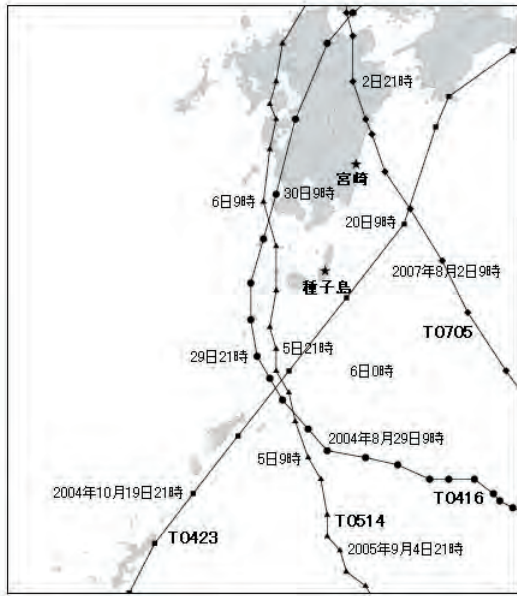 2日21時
宮崎
30日9時
6日9時
20日9時
2007年8月2日9時
種子島
T0705
5日21時
29日21時
6日0時
2004年8月29日9時
5日9時
2004年10月19日21時
T0416
T0514
T0423
2005年9月4日21時